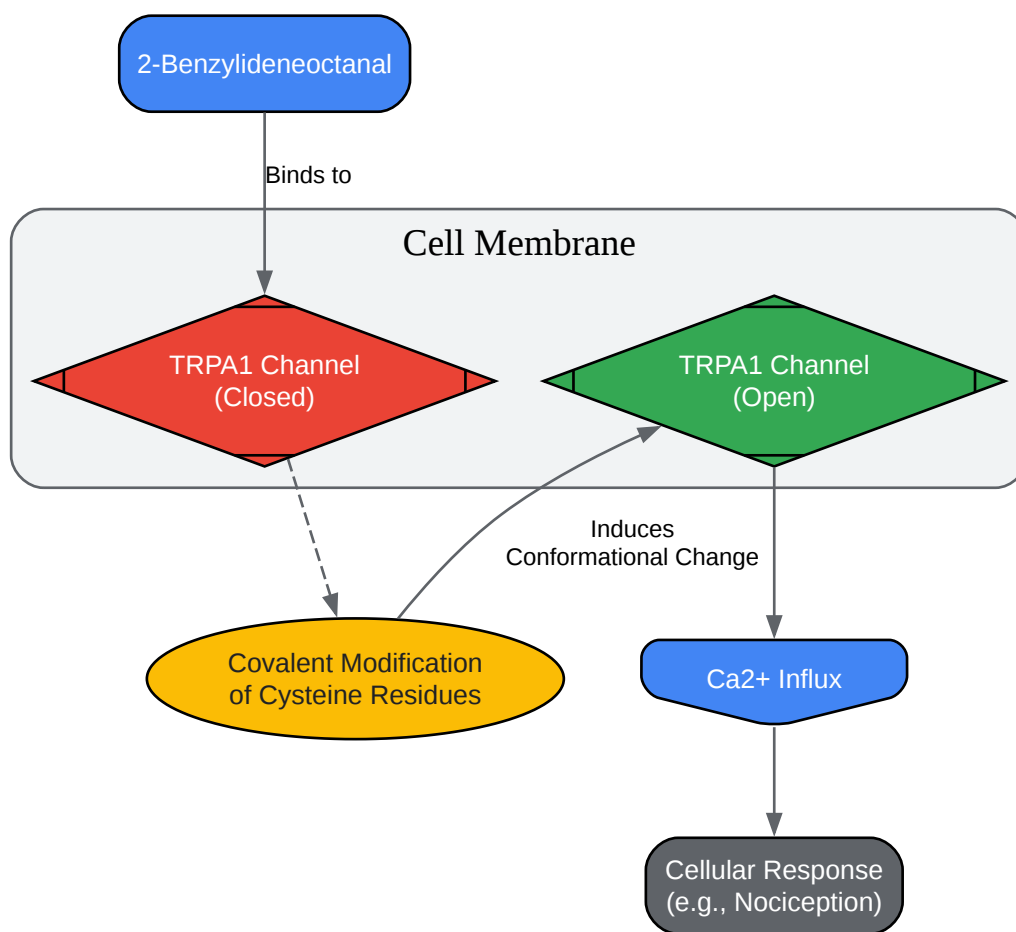 2-Benzylideneoctanal
Binds to
Cell Membrane
TRPA1 Channel
(Closed)
TRPA1 Channel
(Open)
Induces
Conformational Change
Covalent Modification
of Cysteine Residues
Ca2+ Influx
Cellular Response
(e.g., Nociception)